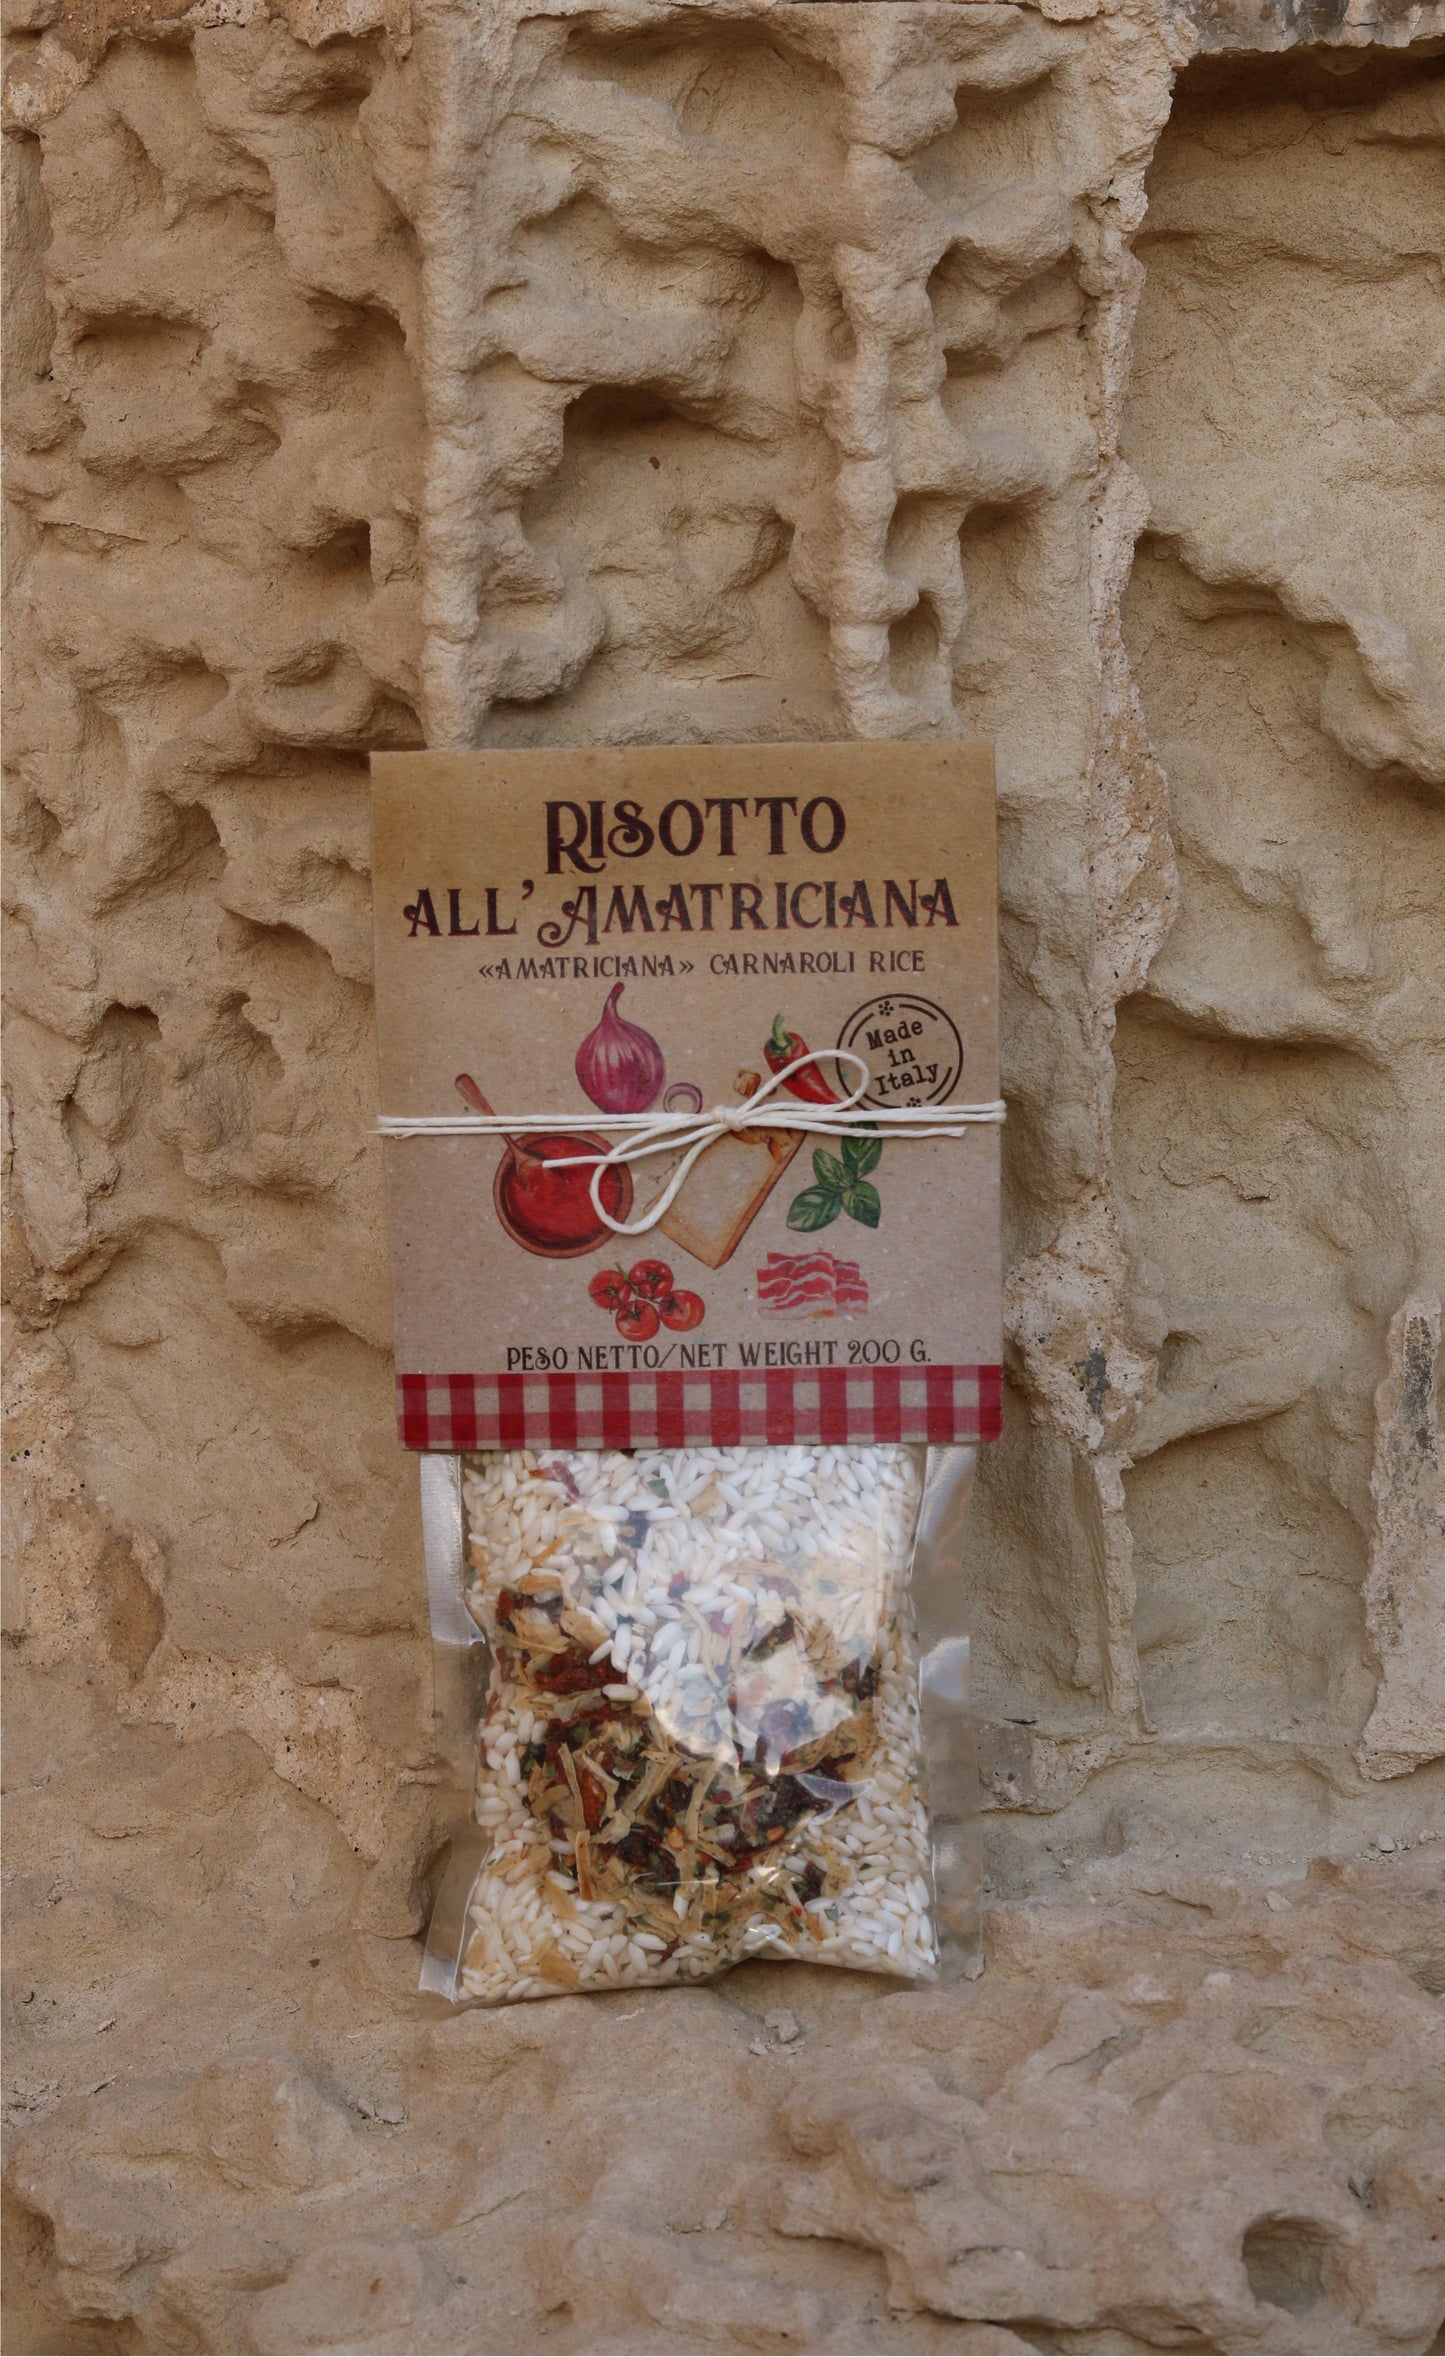 RISOTTO
ALL'AMATRICIANA
«AMATRICIANA» CARNAROLI RICE
Made
in
Italy
PESO NETTO/NET WEIGHT 200 G.